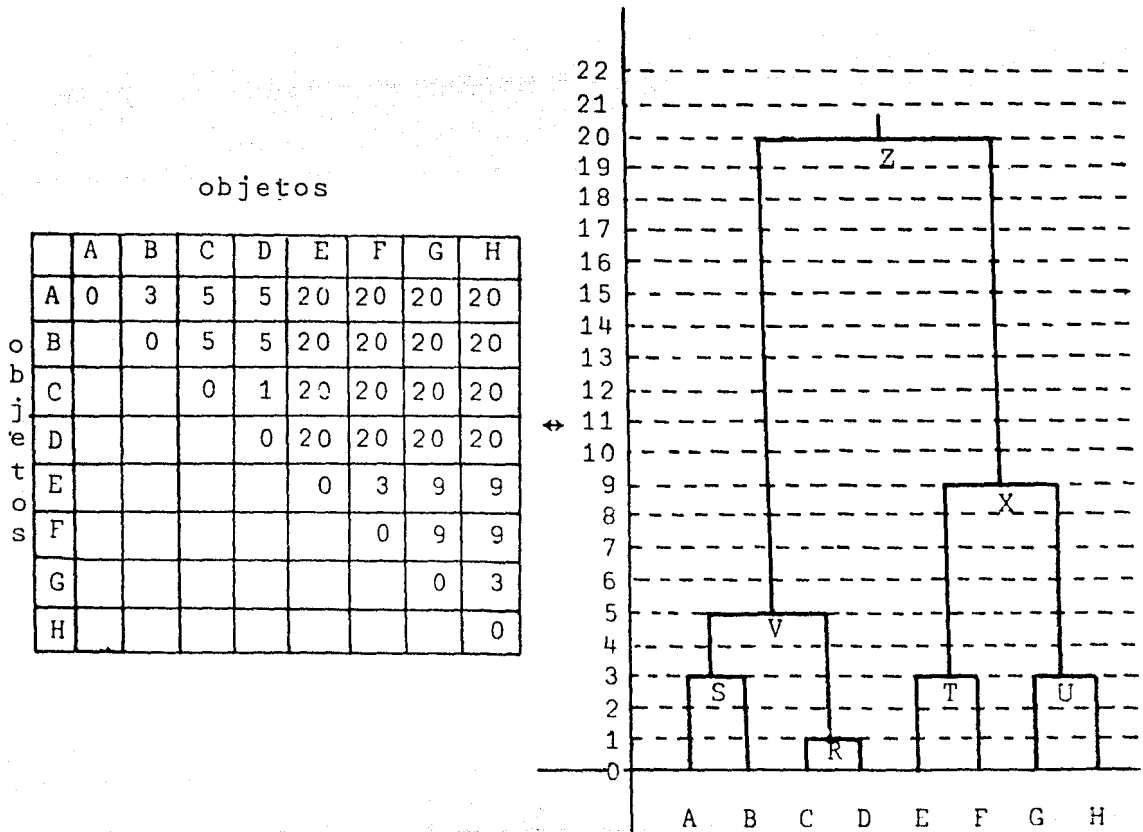 objetos
A B C D E F G H
A 0 3 5 5 20 20 20 20
B 0 5 5 20 20 20 20
C 0 1 20 20 20 20
D 0 20 20 20 20
E 0 3 9 9
F 0 9 9
G 0 3
H 0
objetos
↔
22
21
20
19
18
17
16
15
14
13
12
11
10
9
8
7
6
5
4
3
2
1
0
Z
X
V
S T U
R
A B C D E F G H